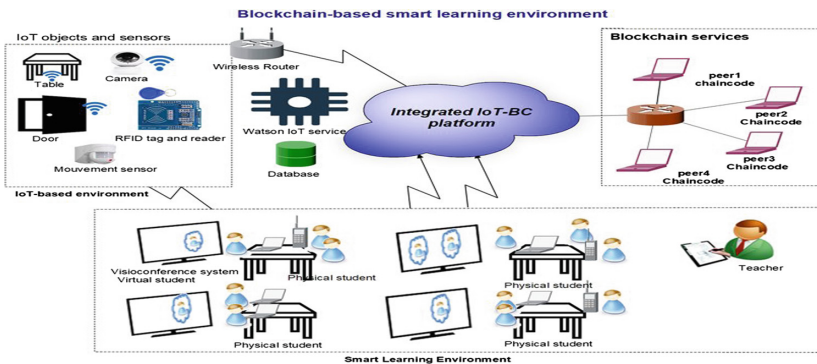 Blockchain-based smart learning environment
IoT objects and sensors
Table
Camera
Door
RFID tag and reader
Mouvement sensor
IoT-based environment
Wireless Router
Watson IoT service
Database
Integrated IoT-BC
platform
Blockchain services
peer1
chaincode
peer2
Chaincode
peer3
Chaincode
peer4
Chaincode
Visioconference system
Virtual student
Physical student
Physical student
Teacher
Physical student
Physical student
Smart Learning Environment